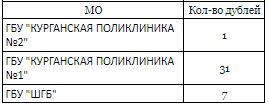 МО Кол-во дублей
ГБУ "КУРГАНСКАЯ ПОЛИКЛИНИКА
№2" 1
ГБУ "КУРГАНСКАЯ ПОЛИКЛИНИКА
№1" 31
ГБУ "ШГБ" 7